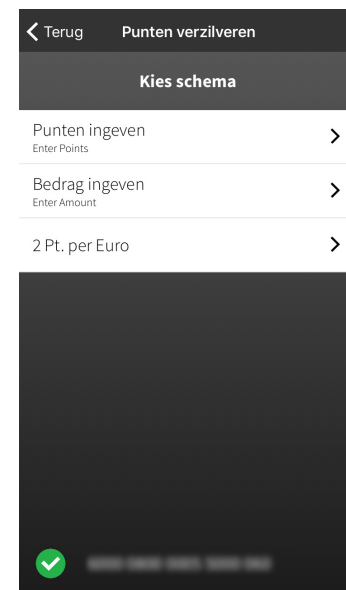 Terug Punten verzilveren
Kies schema
Punten ingeven
Enter Points
Bedrag ingeven
Enter Amount
2 Pt. per Euro